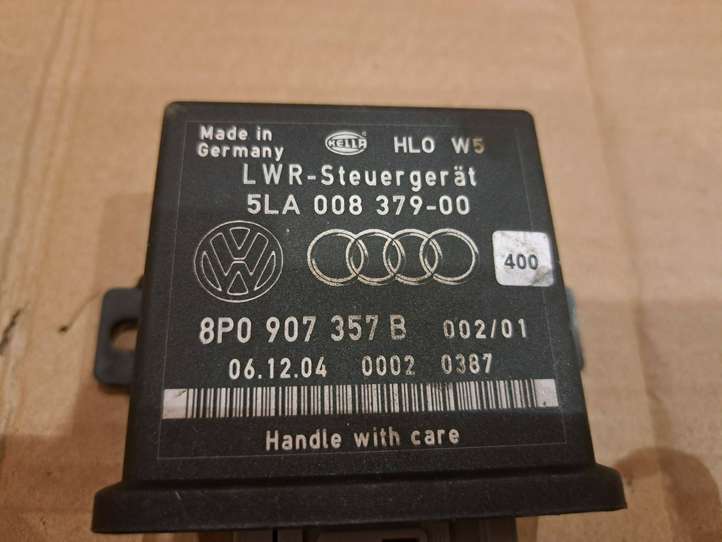 Made in
Germany
HELLA ® HLO W5
LWR-Steuergerät
5LA 008 379-00
VW
400
8P0 907 357 B 002/01
06.12.04 0002 0387
Handle with care